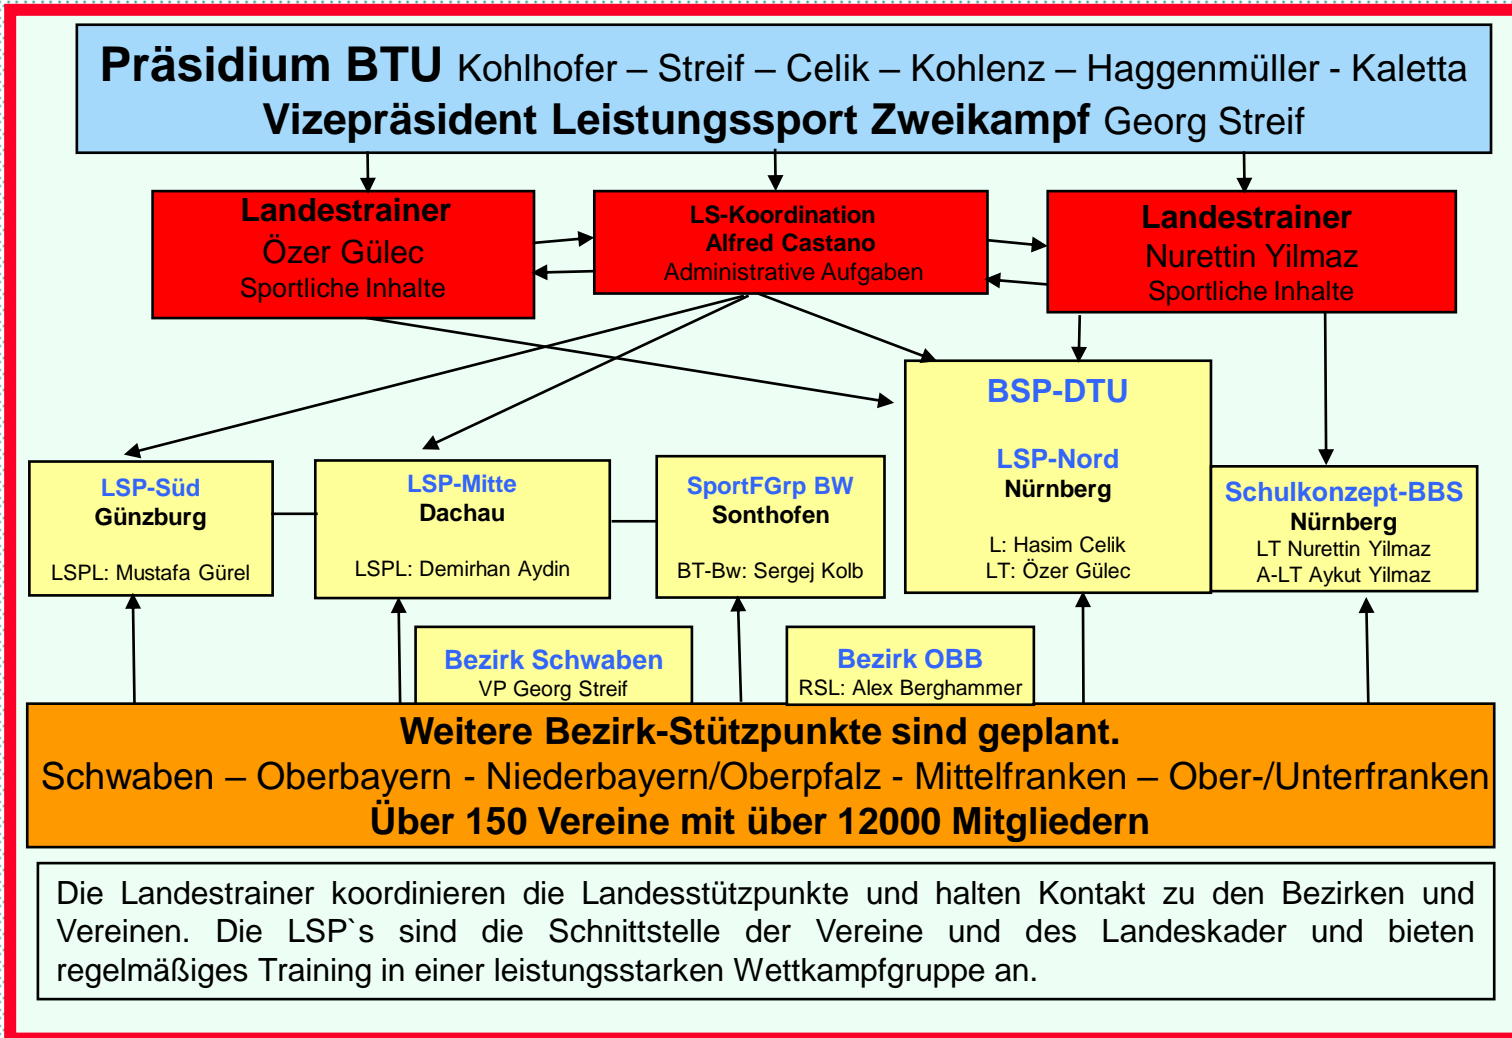 Präsidium BTU Kohlhofer – Streif – Celik – Kohlenz – Haggenmüller - Kaletta
Vizepräsident Leistungssport Zweikampf Georg Streif
Landestrainer
Özer Gülec
Sportliche Inhalte
LS-Koordination
Alfred Castano
Administrative Aufgaben
Landestrainer
Nurettin Yilmaz
Sportliche Inhalte
LSP-Süd
Günzburg
LSPL: Mustafa Gürel
LSP-Mitte
Dachau
LSPL: Demirhan Aydin
SportFGrp BW
Sonthofen
BT-Bw: Sergej Kolb
BSP-DTU
LSP-Nord
Nürnberg
L: Hasim Celik
LT: Özer Gülec
Schulkonzept-BBS
Nürnberg
LT Nurettin Yilmaz
A-LT Aykut Yilmaz
Bezirk Schwaben
VP Georg Streif
Bezirk OBB
RSL: Alex Berghammer
Weitere Bezirk-Stützpunkte sind geplant.
Schwaben – Oberbayern - Niederbayern/Oberpfalz - Mittelfranken – Ober-/Unterfranken
Über 150 Vereine mit über 12000 Mitgliedern
Die Landestrainer koordinieren die Landesstützpunkte und halten Kontakt zu den Bezirken und
Vereinen. Die LSP`s sind die Schnittstelle der Vereine und des Landeskader und bieten
regelmäßiges Training in einer leistungsstarken Wettkampfgruppe an.